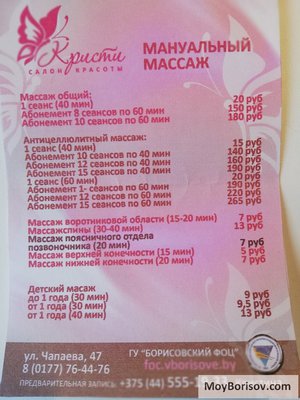 Кристи
САЛОН КРАСОТЫ
МАНУАЛЬНЫЙ
МАССАЖ
Массаж общий:
1 сеанс (40 мин) 20 руб
Абонемент 8 сеансов по 60 мин 150 руб
Абонемент 10 сеансов по 60 мин 180 руб
Антицеллюлитный массаж:
1 сеанс (40 мин) 15 руб
Абонемент 10 сеансов по 40 мин 140 руб
Абонемент 12 сеансов по 40 мин 160 руб
Абонемент 15 сеансов по 40 мин 190 руб
1 сеанс (60 мин) 20 руб
Абонемент 1- сеансов по 60 мин 190 руб
Абонемент 12 сеансов по 60 мин 220 руб
Абонемент 15 сеансов по 60 мин 265 руб
Массаж воротниковой области (15-20 мин) 7 руб
Массажспины (30-40 мин) 13 руб
Массаж поясничного отдела
позвоночника (20 мин) 7 руб
Массаж верхней конечности (15 мин) 5 руб
Массаж нижней конечности (20 мин) 7 руб
Детский масаж
до 1 года (30 мин) 9 руб
от 1 года (30 мин) 9,5 руб
от 1 года (40 мин) 13 руб
ул. Чапаева, 47
8 (0177) 76-44-76
ГУ "БОРИСОВСКИЙ ФОЦ"
foc.vborisove.by
ПРЕДВАРИТЕЛЬНАЯ ЗАПИСЬ: +375 (44) 555-
MoyBorisov.com